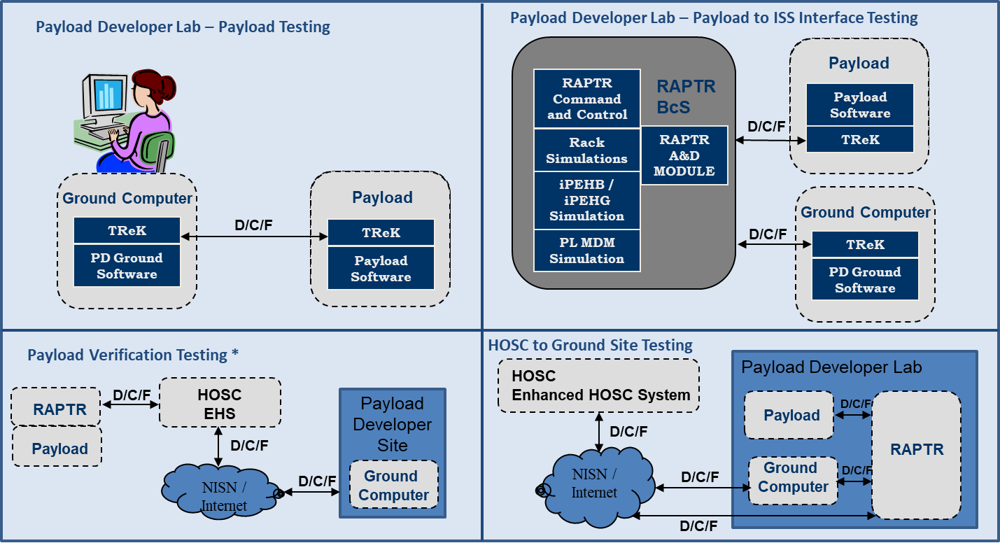 Payload Developer Lab – Payload Testing
Ground Computer
TReK
PD Ground
Software
D/C/F
Payload
TReK
Payload
Software
Payload Developer Lab – Payload to ISS Interface Testing
RAPTR
Command
and Control
Rack
Simulations
iPEHB /
iPEHG
Simulation
PL MDM
Simulation
RAPTR
BcS
RAPTR
A&D
MODULE
D/C/F
Payload
Payload
Software
TReK
D/C/F
Ground Computer
TReK
PD Ground
Software
Payload Verification Testing *
RAPTR
Payload
D/C/F
HOSC
EHS
D/C/F
NISN /
Internet
D/C/F
Payload
Developer
Site
Ground
Computer
HOSC to Ground Site Testing
HOSC
Enhanced HOSC System
D/C/F
NISN /
Internet
D/C/F
D/C/F
Payload Developer Lab
Payload
D/C/F
Ground
Computer
D/C/F
RAPTR